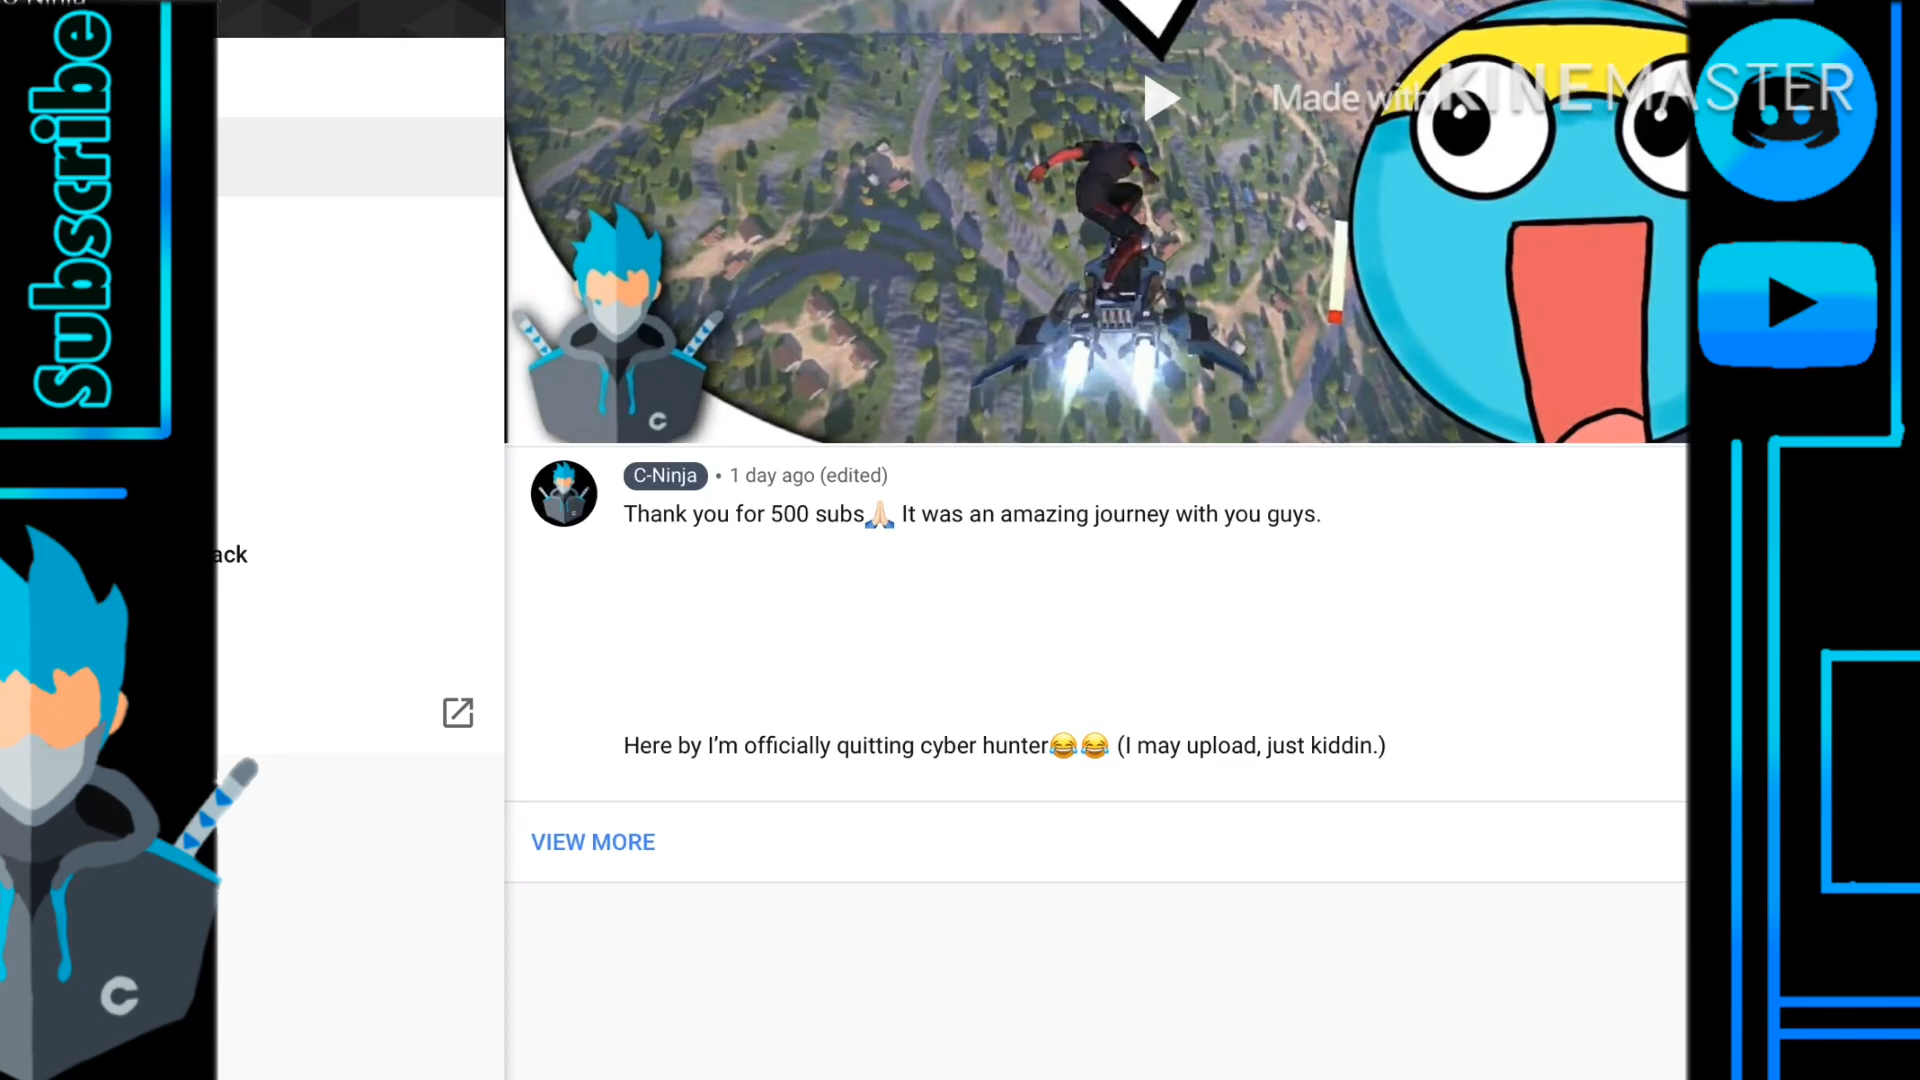 Subscribe
Made with KINEMASTER
C
C-Ninja • 1 day ago (edited)
Thank you for 500 subs🙏🏻 It was an amazing journey with you guys.
ack
Here by I'm officially quitting cyber hunter😂😂 (I may upload, just kiddin.)
VIEW MORE
C